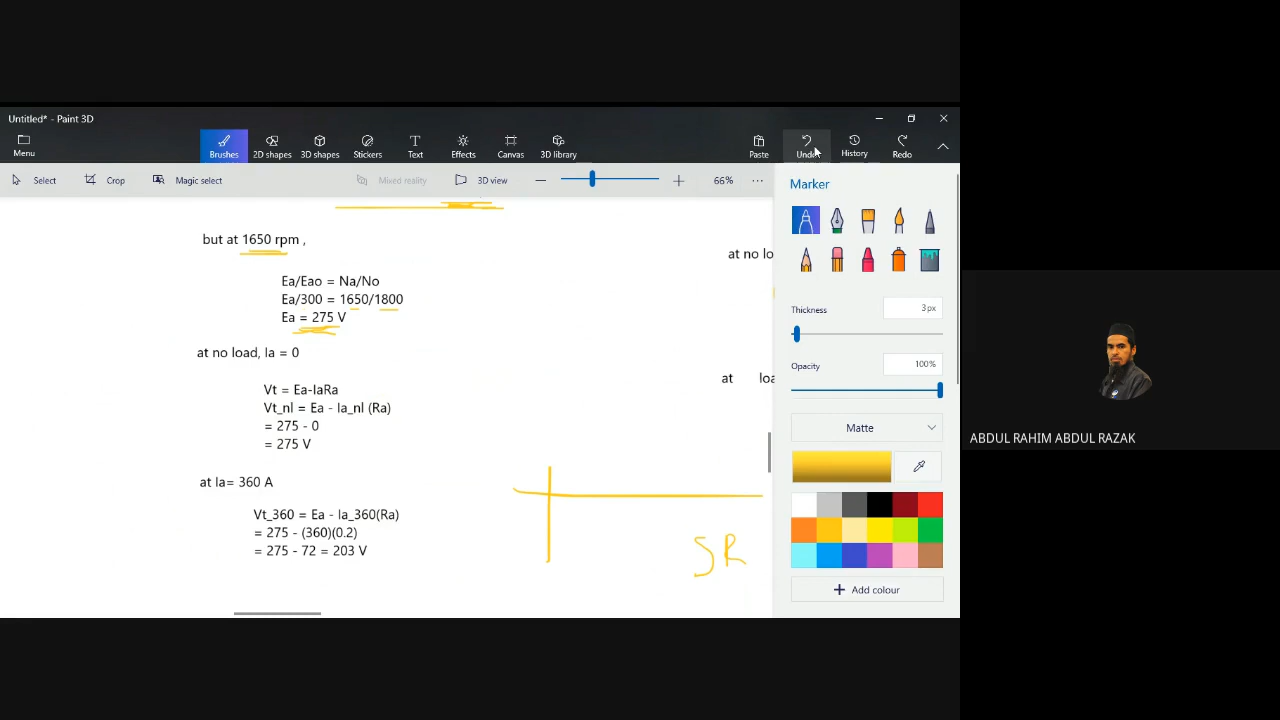 Untitled* - Paint 3D
Menu
Brushes
2D shapes
3D shapes
Stickers
Text
Effects
Canvas
3D library
Paste
Undo
History
Redo
Select
Crop
Magic select
Mixed reality
3D view
66%
Marker
Thickness
3px
Opacity
100%
Matte
Add colour
but at 1650 rpm ,
Ea/Eao = Na/No
Ea/300 = 1650/1800
Ea = 275 V
at no load, Ia = 0
Vt = Ea-IaRa
Vt_nl = Ea - Ia_nl (Ra)
= 275 - 0
= 275 V
at Ia= 360 A
Vt_360 = Ea - Ia_360(Ra)
= 275 - (360)(0.2)
= 275 - 72 = 203 V
at no
at
SR
ABDUL RAHIM ABDUL RAZAK